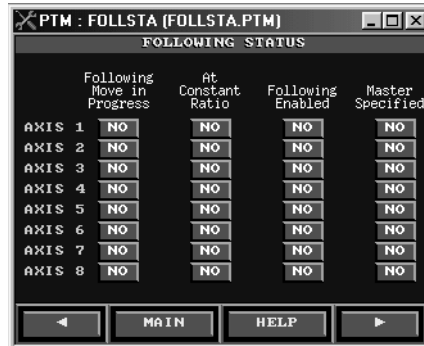 PTM : FOLLSTA (FOLLSTA.PTM)
FOLLOWING STATUS
Following Move in Progress At Constant Ratio Following Enabled Master Specified
AXIS 1 NO NO NO NO
AXIS 2 NO NO NO NO
AXIS 3 NO NO NO NO
AXIS 4 NO NO NO NO
AXIS 5 NO NO NO NO
AXIS 6 NO NO NO NO
AXIS 7 NO NO NO NO
AXIS 8 NO NO NO NO
MAIN HELP